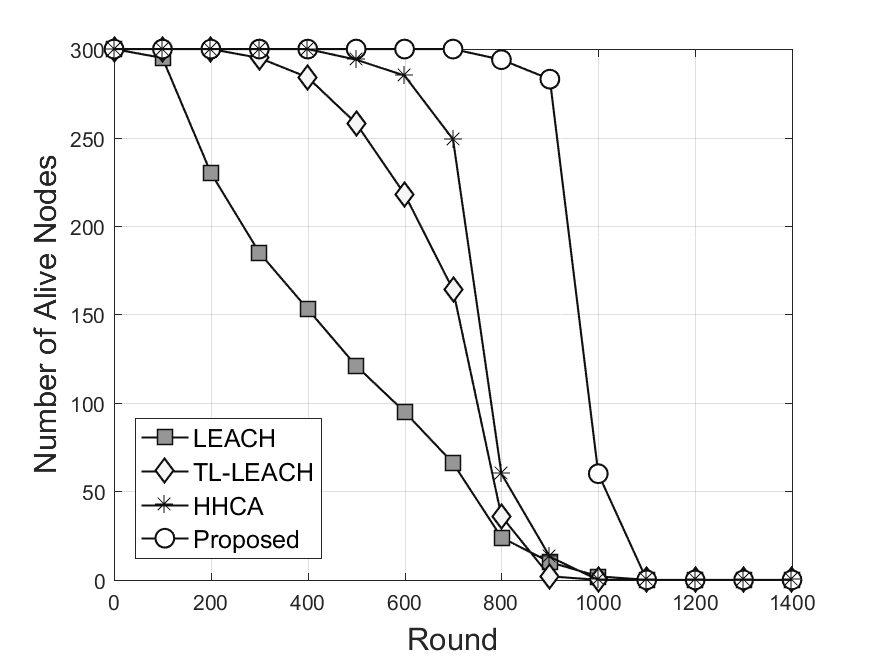 300
250
200
150
100
50
0
Number of Alive Nodes
LEACH
TL-LEACH
HHCA
Proposed
0 200 400 600 800 1000 1200 1400
Round